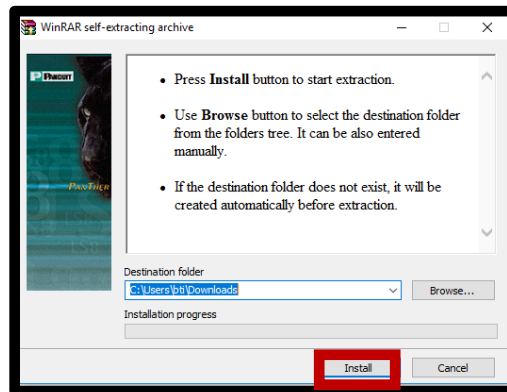 WinRAR self-extracting archive
PANDUIT
PANTHER
• Press Install button to start extraction.
• Use Browse button to select the destination folder
from the folders tree. It can be also entered
manually.
• If the destination folder does not exist, it will be
created automatically before extraction.
Destination folder
C:\Users\bti\Downloads
Browse...
Installation progress
Install
Cancel